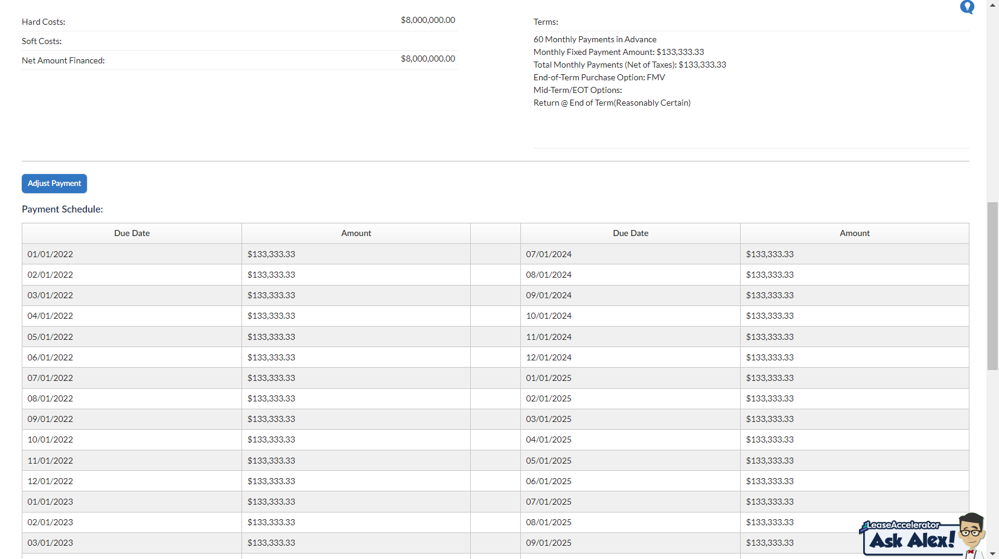 Hard Costs: $8,000,000.00
Soft Costs:
Net Amount Financed: $8,000,000.00
Terms:
60 Monthly Payments in Advance
Monthly Fixed Payment Amount: $133,333.33
Total Monthly Payments (Net of Taxes): $133,333.33
End-of-Term Purchase Option: FMV
Mid-Term/EOT Options:
Return @ End of Term(Reasonably Certain)
Adjust Payment
Payment Schedule:
Due Date Amount Due Date Amount
01/01/2022 $133,333.33 07/01/2024 $133,333.33
02/01/2022 $133,333.33 08/01/2024 $133,333.33
03/01/2022 $133,333.33 09/01/2024 $133,333.33
04/01/2022 $133,333.33 10/01/2024 $133,333.33
05/01/2022 $133,333.33 11/01/2024 $133,333.33
06/01/2022 $133,333.33 12/01/2024 $133,333.33
07/01/2022 $133,333.33 01/01/2025 $133,333.33
08/01/2022 $133,333.33 02/01/2025 $133,333.33
09/01/2022 $133,333.33 03/01/2025 $133,333.33
10/01/2022 $133,333.33 04/01/2025 $133,333.33
11/01/2022 $133,333.33 05/01/2025 $133,333.33
12/01/2022 $133,333.33 06/01/2025 $133,333.33
01/01/2023 $133,333.33 07/01/2025 $133,333.33
02/01/2023 $133,333.33 08/01/2025 $133,333.33
03/01/2023 $133,333.33 09/01/2025 $133,333.33
LeaseAccelerator
Ask Alex!